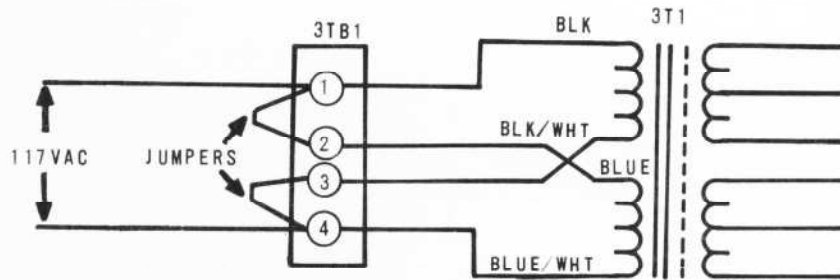 3TB1
BLK
3T1
1
BLK/WHT
2
117VAC
JUMPERS
3
BLUE
4
BLUE/WHT